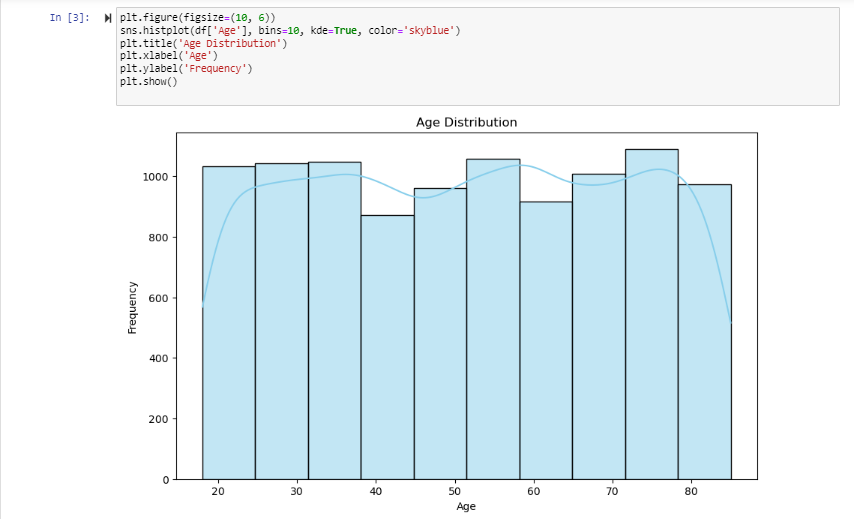 In [3]:
plt.figure(figsize=(10, 6))
sns.histplot(df['Age'], bins=10, kde=True, color='skyblue')
plt.title('Age Distribution')
plt.xlabel('Age')
plt.ylabel('Frequency')
plt.show()
Age Distribution
1000
800
600
400
200
0
Frequency
20 30 40 50 60 70 80
Age